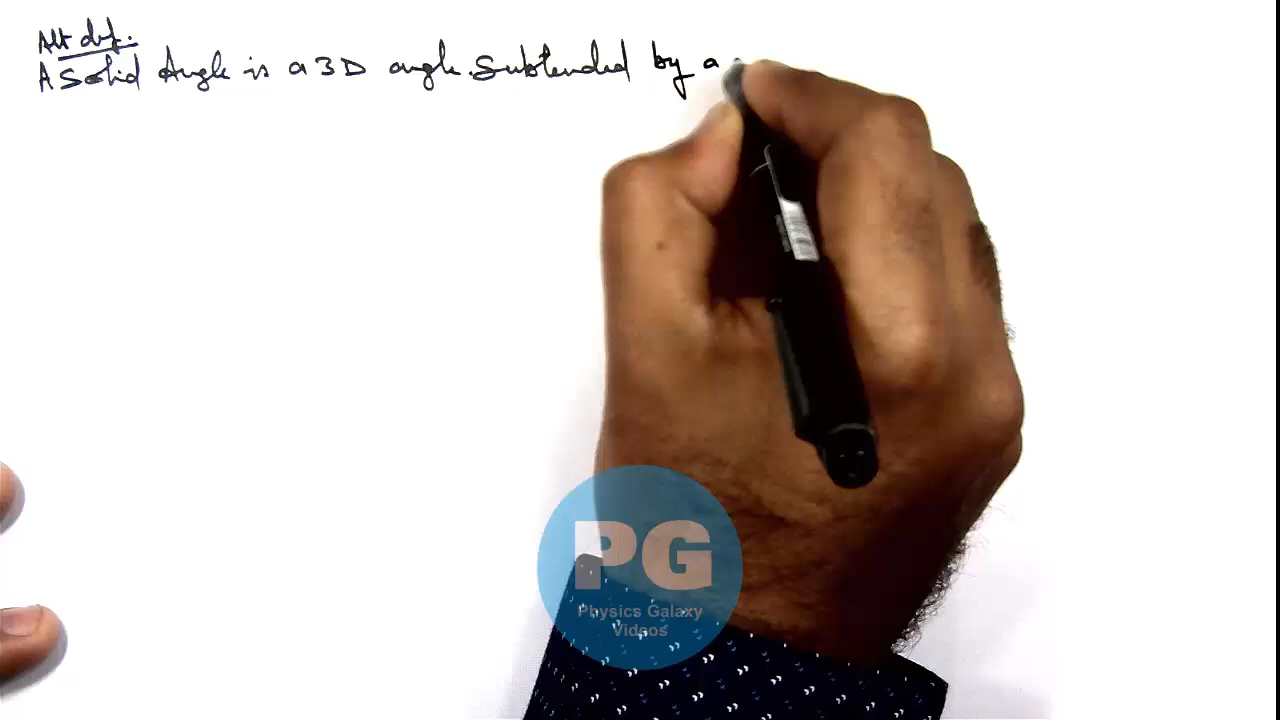 Alt def.
A Solid Angle is a 3D angle Subtended by a
PG
Physics Galaxy
Videos